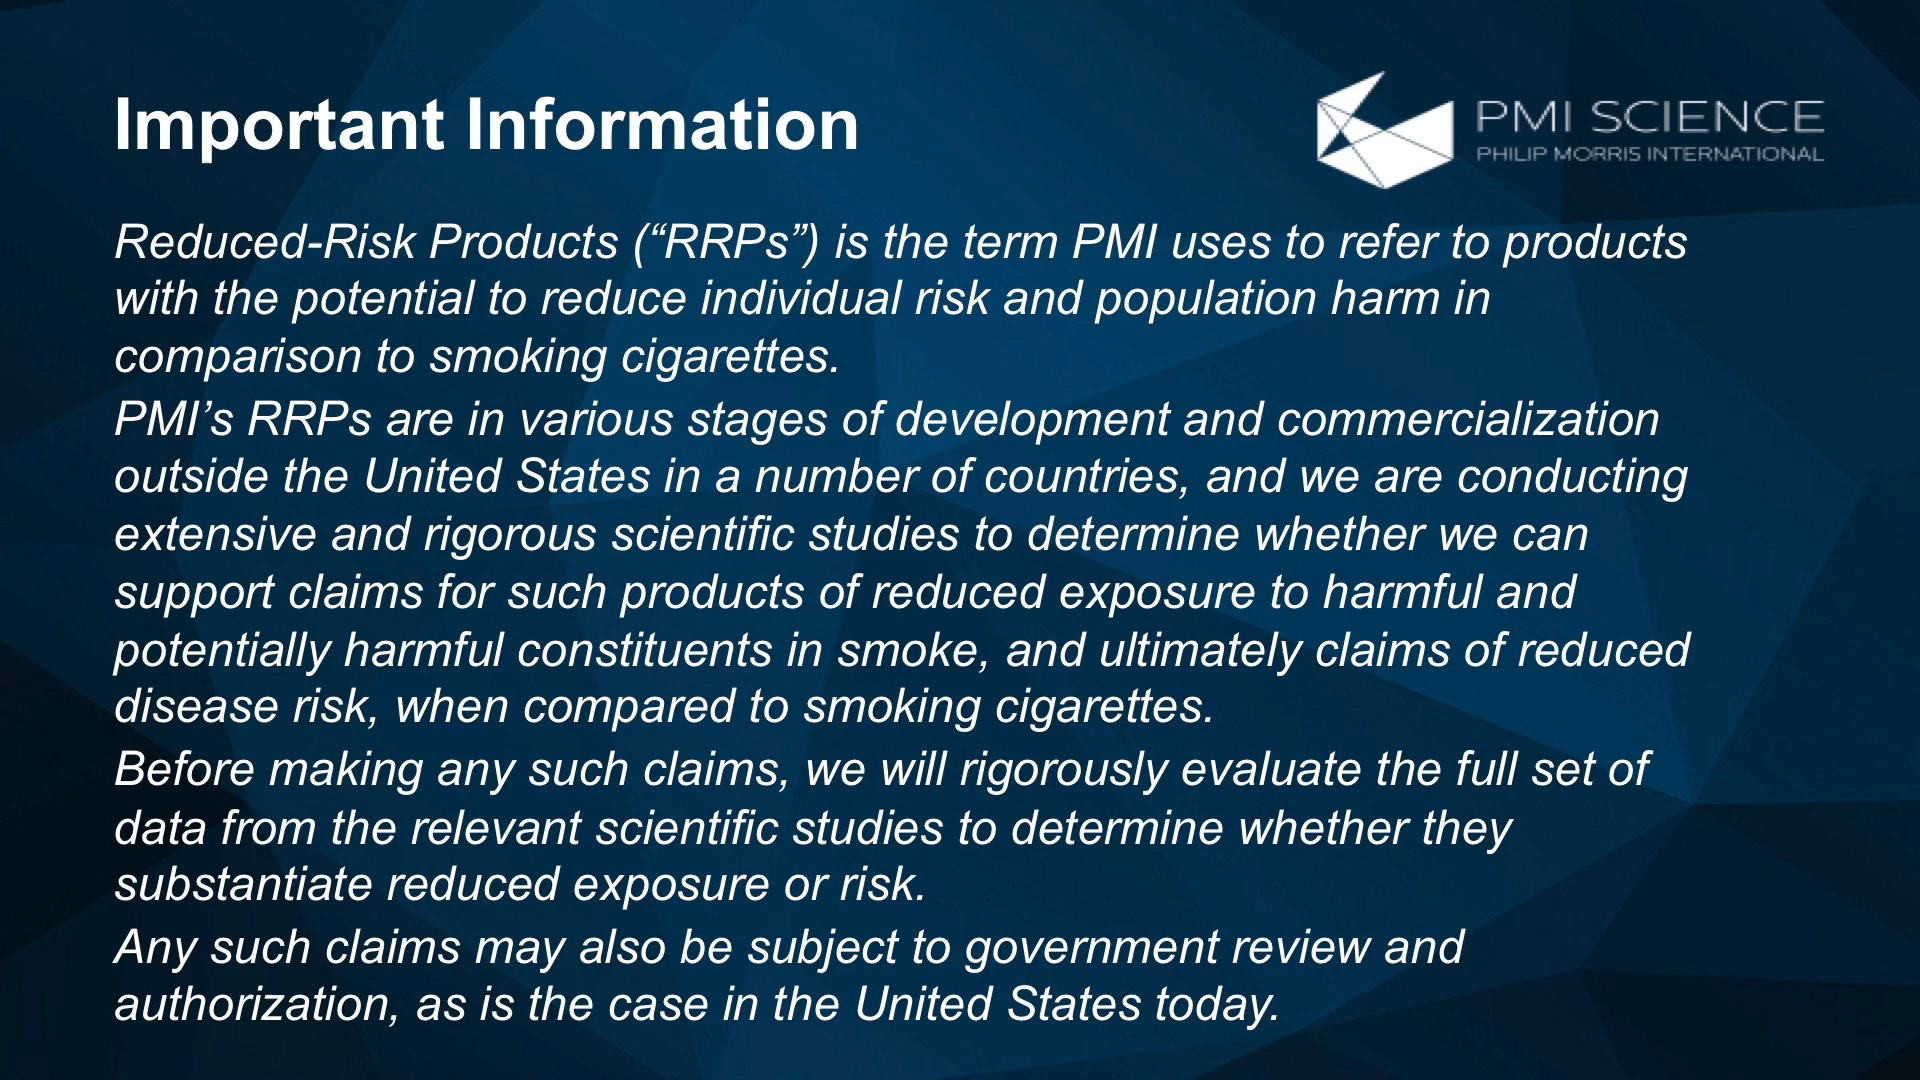 Important Information
PMI SCIENCE
PHILIP MORRIS INTERNATIONAL
Reduced-Risk Products (“RRPs”) is the term PMI uses to refer to products
with the potential to reduce individual risk and population harm in
comparison to smoking cigarettes.
PMI’s RRPs are in various stages of development and commercialization
outside the United States in a number of countries, and we are conducting
extensive and rigorous scientific studies to determine whether we can
support claims for such products of reduced exposure to harmful and
potentially harmful constituents in smoke, and ultimately claims of reduced
disease risk, when compared to smoking cigarettes.
Before making any such claims, we will rigorously evaluate the full set of
data from the relevant scientific studies to determine whether they
substantiate reduced exposure or risk.
Any such claims may also be subject to government review and
authorization, as is the case in the United States today.